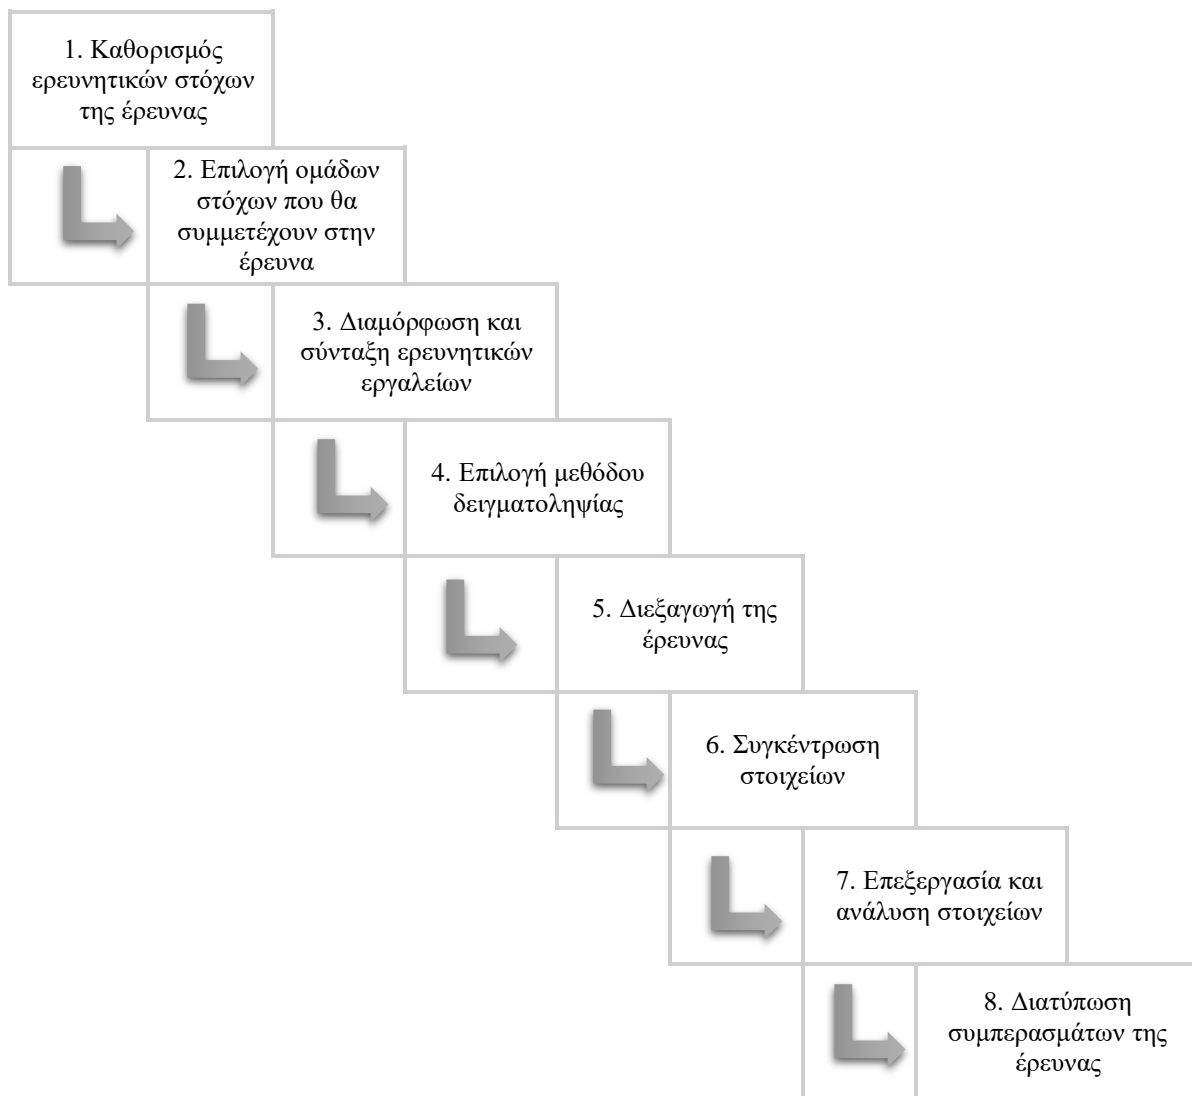 1. Καθορισμός
ερευνητικών στόχων
της έρευνας
2. Επιλογή ομάδων
στόχων που θα
συμμετέχουν στην
έρευνα
3. Διαμόρφωση και
σύνταξη ερευνητικών
εργαλείων
4. Επιλογή μεθόδου
δειγματοληψίας
5. Διεξαγωγή της
έρευνας
6. Συγκέντρωση
στοιχείων
7. Επεξεργασία και
ανάλυση στοιχείων
8. Διατύπωση
συμπερασμάτων της
έρευνας